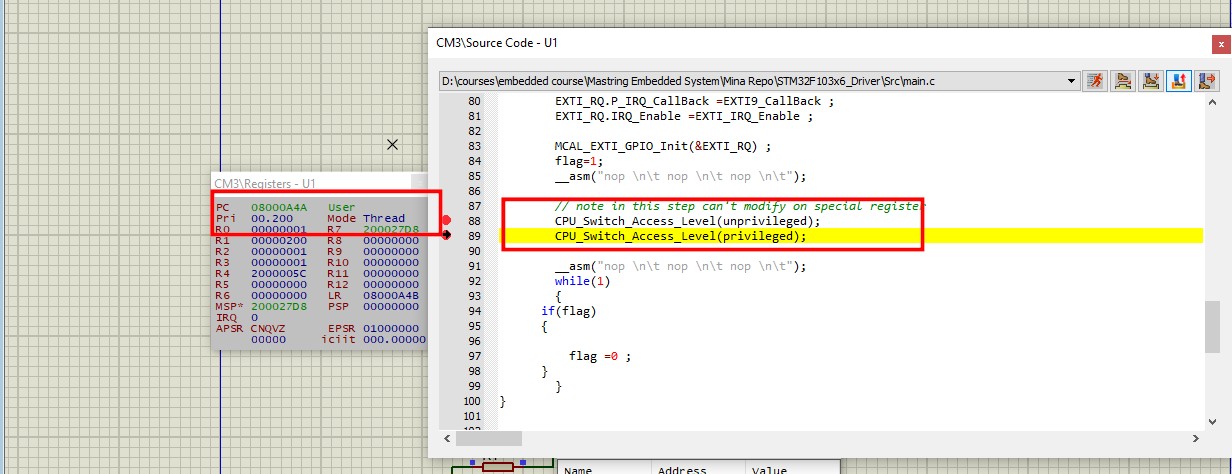 CM3\Source Code - U1
x
D:\courses\embedded course\Mastring Embedded System\Mina Repo\STM32F103x6_Driver\Src\main.c
80 EXTI_RQ.P_IRQ_CallBack =EXTI9_CallBack ;
81 EXTI_RQ.IRQ_Enable =EXTI_IRQ_Enable ;
82
83 MCAL_EXTI_GPIO_Init(&EXTI_RQ) ;
84 flag=1;
85 __asm("nop \n\t nop \n\t nop \n\t");
86
87 // note in this step can't modify on special register
88 CPU_Switch_Access_Level(unprivileged);
89 CPU_Switch_Access_Level(privileged);
90
91 __asm("nop \n\t nop \n\t nop \n\t");
92 while(1)
93 {
94 if(flag)
95 {
96
97 flag =0 ;
98 }
99 }
100 }
101
CM3\Registers - U1
PC 08000A4A User
Pri 00.200 Mode Thread
R0 00000001 R7 200027D8
R1 00000200 R8 00000000
R2 00000001 R9 00000000
R3 00000001 R10 00000000
R4 2000005C R11 00000000
R5 00000000 R12 00000000
R6 00000000 LR 08000A4B
MSP* 200027D8 PSP 00000000
IRQ 0
APSR CNQVZ EPSR 01000000
00000 iciit 000.00000
Name Address Value